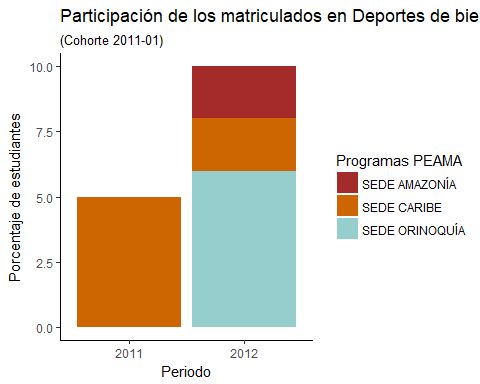 Participación de los matriculados en Deportes de bie
(Cohorte 2011-01)
Porcentaje de estudiantes
10.0
7.5
5.0
2.5
0.0
2011
2012
Periodo
Programas PEAMA
SEDE AMAZONÍA
SEDE CARIBE
SEDE ORINOQUÍA